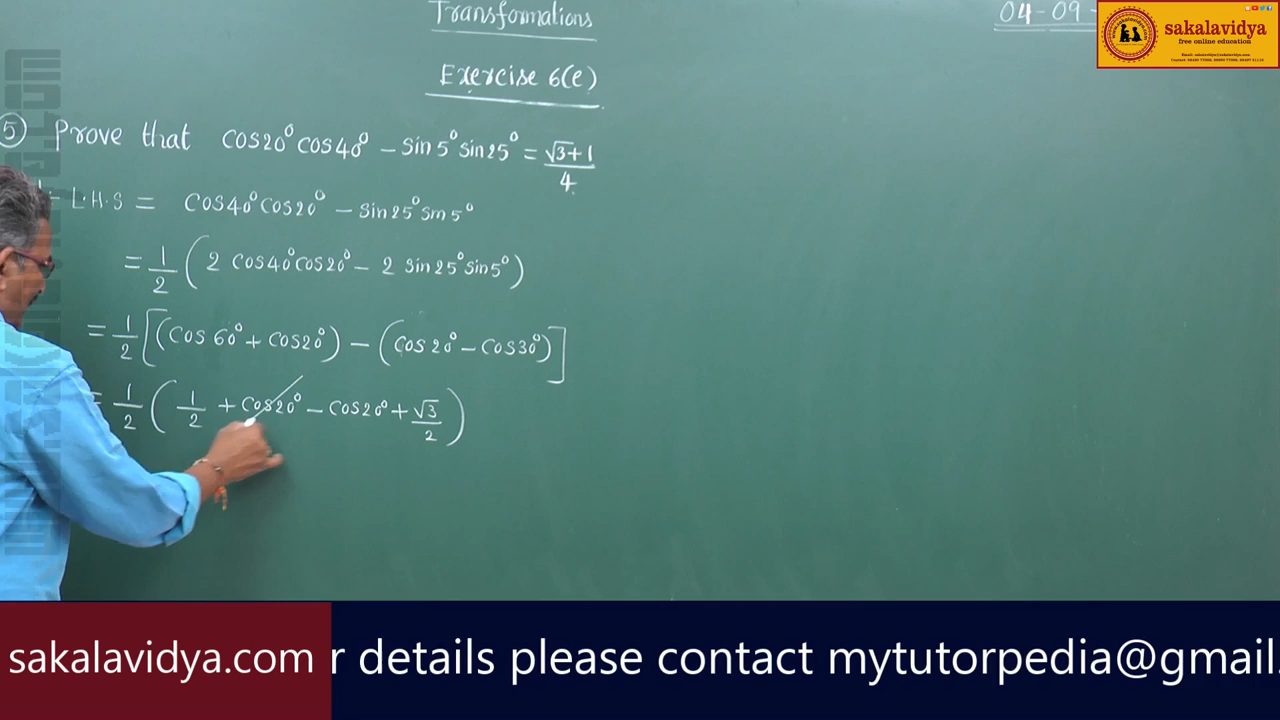 Transformations
04-09-
Exercise 6(e)
5 Prove that cos20° cos40° - sin5° sin25° = √3+1/4
L.H.S = cos40° cos20° - sin25° sin5°
= 1/2 (2 cos40° cos20° - 2 sin25° sin5°)
= 1/2 [(cos60° + cos20°) - (cos20° - cos30°)]
= 1/2 (1/2 + cos20° - cos20° + √3/2)
sakalavidya
free online education
sakalavidya.com
r details please contact mytutorpedia@gmail.